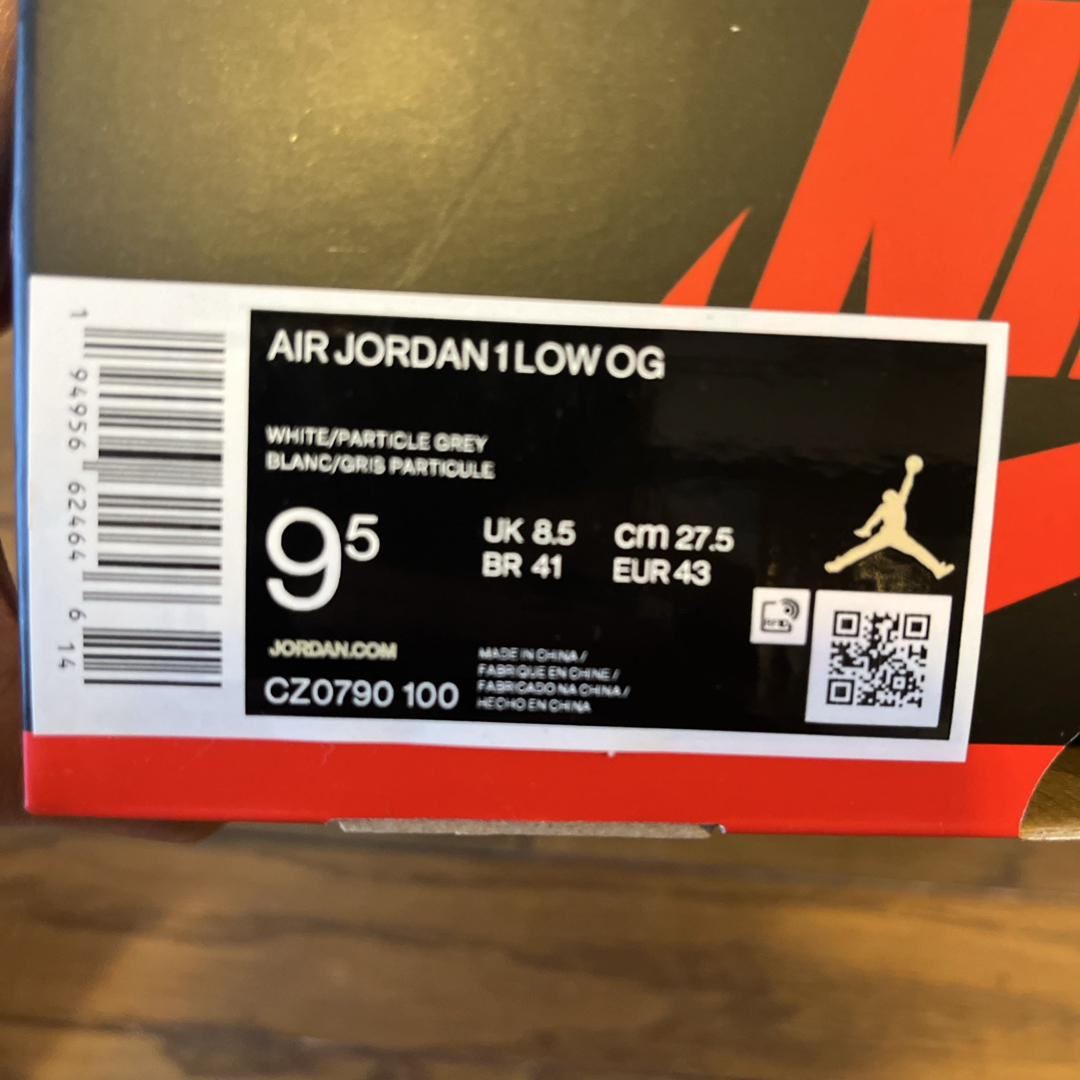 AIR JORDAN 1 LOW OG
WHITE/PARTICLE GREY
BLANC/GRIS PARTICULE
9⁵
UK 8.5 cm 27.5
BR 41 EUR 43
JORDAN.COM
CZ0790 100
MADE IN CHINA /
FABRIQUE EN CHINE /
FABRICADO NA CHINA /
HECHO EN CHINA
RFID
1 94956 62464 6 14